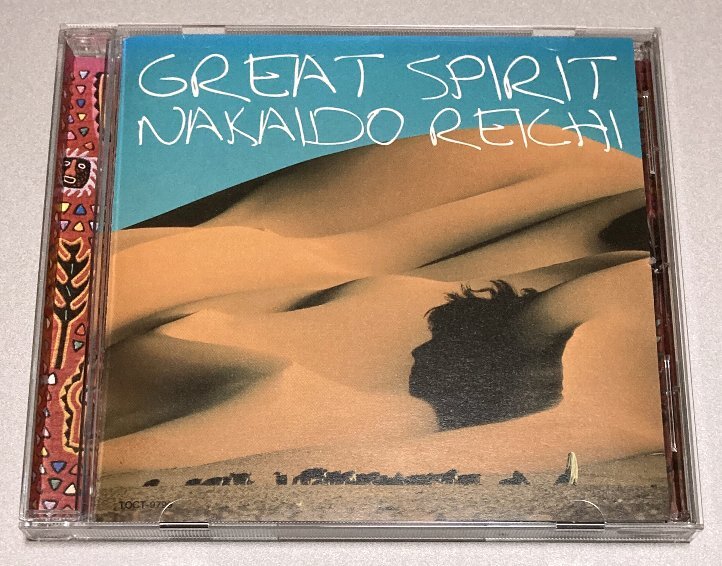 GREAT SPIRIT
NAKAIDO REICHI